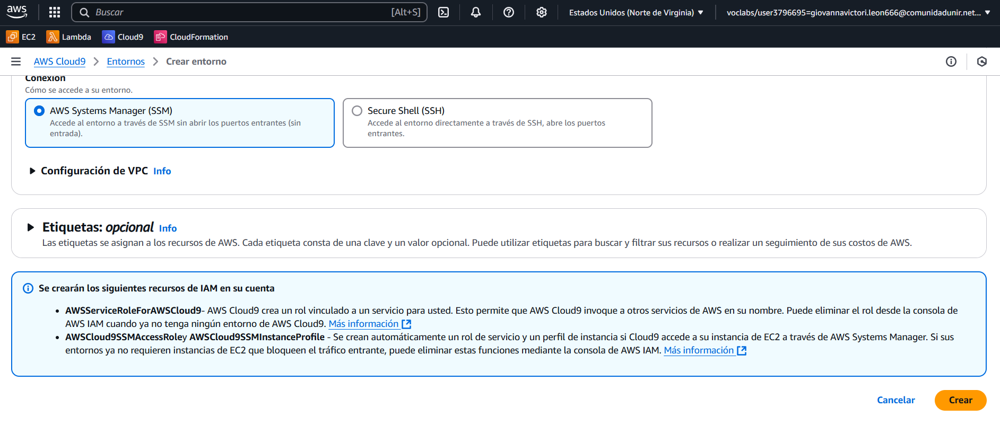 aws
Buscar [Alt+S] Estados Unidos (Norte de Virginia) voclabs/user3796695=giovannavictori.leon666@comunidadunir.net...
EC2 Lambda Cloud9 CloudFormation
AWS Cloud9 Entornos Crear entorno
Conexión
Cómo se accede a su entorno.
AWS Systems Manager (SSM)
Accede al entorno a través de SSM sin abrir los puertos entrantes (sin
entrada).
Secure Shell (SSH)
Accede al entorno directamente a través de SSH, abre los puertos
entrantes.
Configuración de VPC Info
Etiquetas: opcional Info
Las etiquetas se asignan a los recursos de AWS. Cada etiqueta consta de una clave y un valor opcional. Puede utilizar etiquetas para buscar y filtrar sus recursos o realizar un seguimiento de sus costos de AWS.
Se crearán los siguientes recursos de IAM en su cuenta
AWSServiceRoleForAWSCloud9- AWS Cloud9 crea un rol vinculado a un servicio para usted. Esto permite que AWS Cloud9 invoque a otros servicios de AWS en su nombre. Puede eliminar el rol desde la consola de
AWS IAM cuando ya no tenga ningún entorno de AWS Cloud9. Más información
AWSCloud9SSMAccessRoley AWSCloud9SSMInstanceProfile - Se crean automáticamente un rol de servicio y un perfil de instancia si Cloud9 accede a su instancia de EC2 a través de AWS Systems Manager. Si sus
entornos ya no requieren instancias de EC2 que bloqueen el tráfico entrante, puede eliminar estas funciones mediante la consola de AWS IAM. Más información
Cancelar Crear